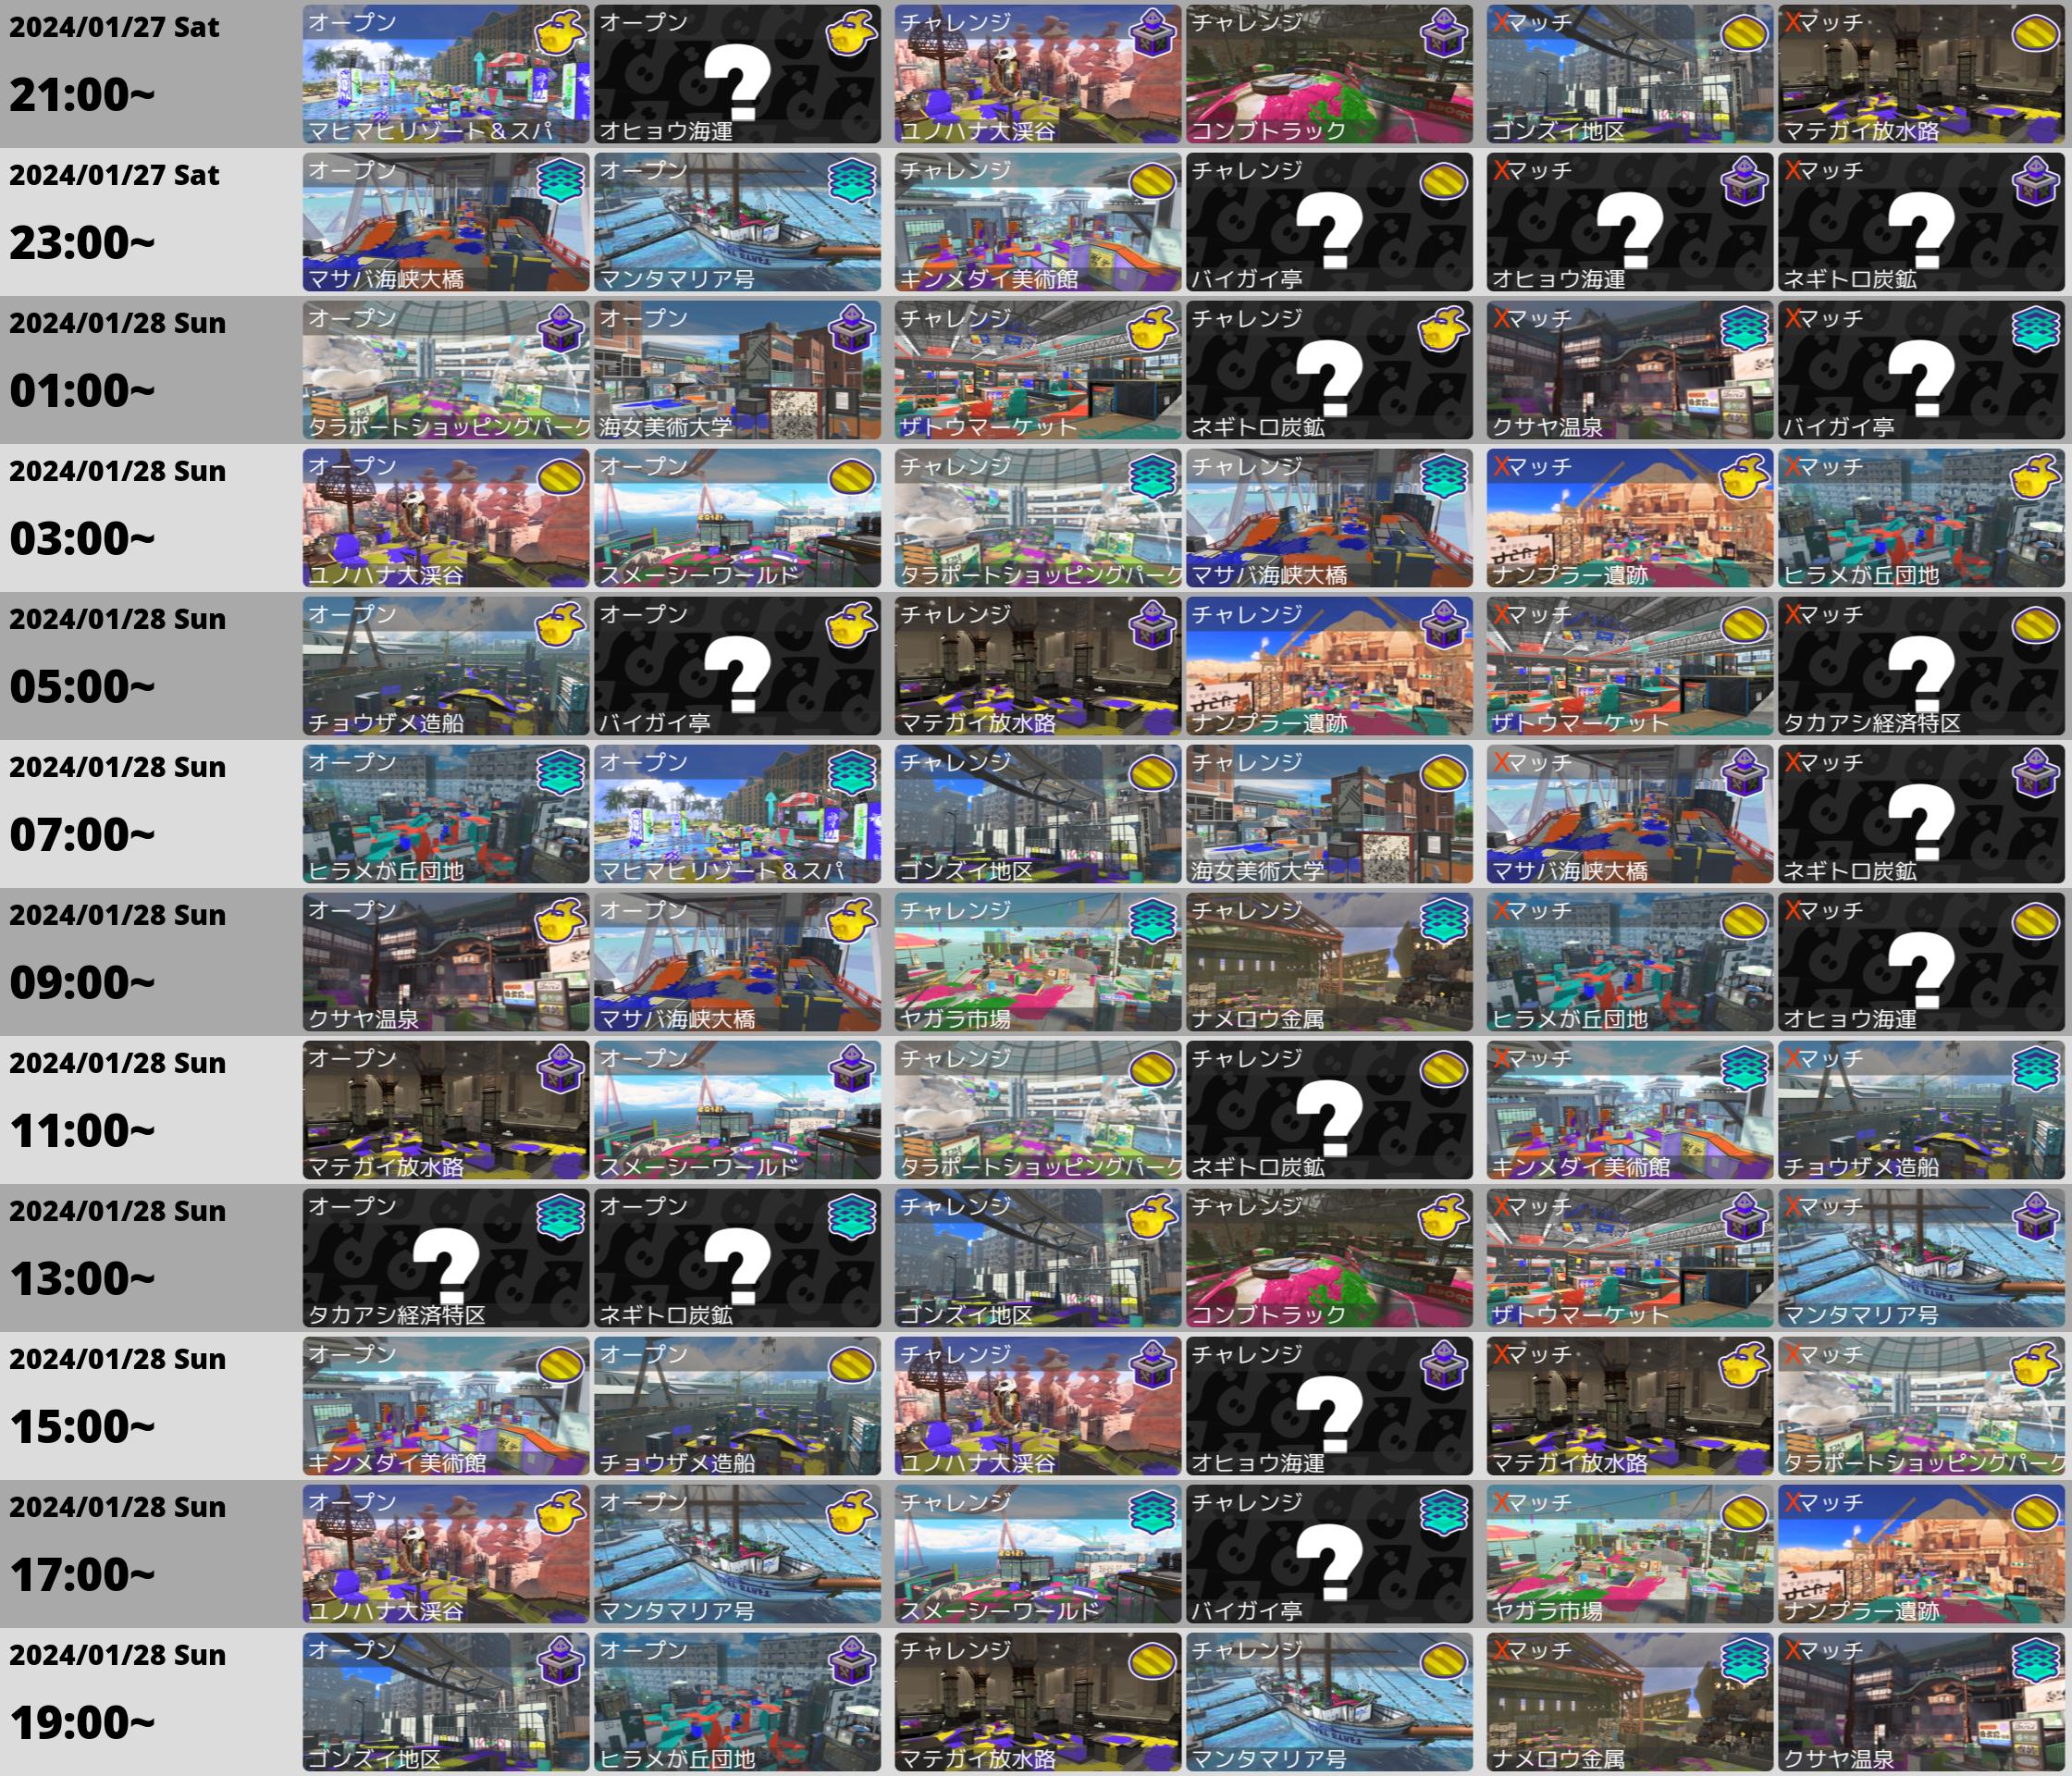 2024/01/27 Sat
21:00~
オープン
マヒマヒリゾート＆スパ
オープン
オヒョウ海運
チャレンジ
ユノハナ大渓谷
チャレンジ
コンブトラック
Xマッチ
ゴンズイ地区
Xマッチ
マテガイ放水路
2024/01/27 Sat
23:00~
オープン
マサバ海峡大橋
オープン
マンタマリア号
チャレンジ
キンメダイ美術館
チャレンジ
バイガイ亭
Xマッチ
オヒョウ海運
Xマッチ
ネギトロ炭鉱
2024/01/28 Sun
01:00~
オープン
タラポートショッピングパーク
オープン
海女美術大学
チャレンジ
ザトウマーケット
チャレンジ
ネギトロ炭鉱
Xマッチ
クサヤ温泉
Xマッチ
バイガイ亭
2024/01/28 Sun
03:00~
オープン
ユノハナ大渓谷
オープン
スメーシーワールド
チャレンジ
タラポートショッピングパーク
チャレンジ
マサバ海峡大橋
Xマッチ
ナンプラー遺跡
Xマッチ
ヒラメが丘団地
2024/01/28 Sun
05:00~
オープン
チョウザメ造船
オープン
バイガイ亭
チャレンジ
マテガイ放水路
チャレンジ
ナンプラー遺跡
Xマッチ
ザトウマーケット
Xマッチ
タカアシ経済特区
2024/01/28 Sun
07:00~
オープン
ヒラメが丘団地
オープン
マヒマヒリゾート＆スパ
チャレンジ
ゴンズイ地区
チャレンジ
海女美術大学
Xマッチ
マサバ海峡大橋
Xマッチ
ネギトロ炭鉱
2024/01/28 Sun
09:00~
オープン
クサヤ温泉
オープン
マサバ海峡大橋
チャレンジ
ヤガラ市場
チャレンジ
ナメロウ金属
Xマッチ
ヒラメが丘団地
Xマッチ
オヒョウ海運
2024/01/28 Sun
11:00~
オープン
マテガイ放水路
オープン
スメーシーワールド
チャレンジ
タラポートショッピングパーク
チャレンジ
ネギトロ炭鉱
Xマッチ
キンメダイ美術館
Xマッチ
チョウザメ造船
2024/01/28 Sun
13:00~
オープン
タカアシ経済特区
オープン
ネギトロ炭鉱
チャレンジ
ゴンズイ地区
チャレンジ
コンブトラック
Xマッチ
ザトウマーケット
Xマッチ
マンタマリア号
2024/01/28 Sun
15:00~
オープン
キンメダイ美術館
オープン
チョウザメ造船
チャレンジ
ユノハナ大渓谷
チャレンジ
オヒョウ海運
Xマッチ
マテガイ放水路
Xマッチ
タラポートショッピングパーク
2024/01/28 Sun
17:00~
オープン
ユノハナ大渓谷
オープン
マンタマリア号
チャレンジ
スメーシーワールド
チャレンジ
バイガイ亭
Xマッチ
ヤガラ市場
Xマッチ
ナンプラー遺跡
2024/01/28 Sun
19:00~
オープン
ゴンズイ地区
オープン
ヒラメが丘団地
チャレンジ
マテガイ放水路
チャレンジ
マンタマリア号
Xマッチ
ナメロウ金属
Xマッチ
クサヤ温泉